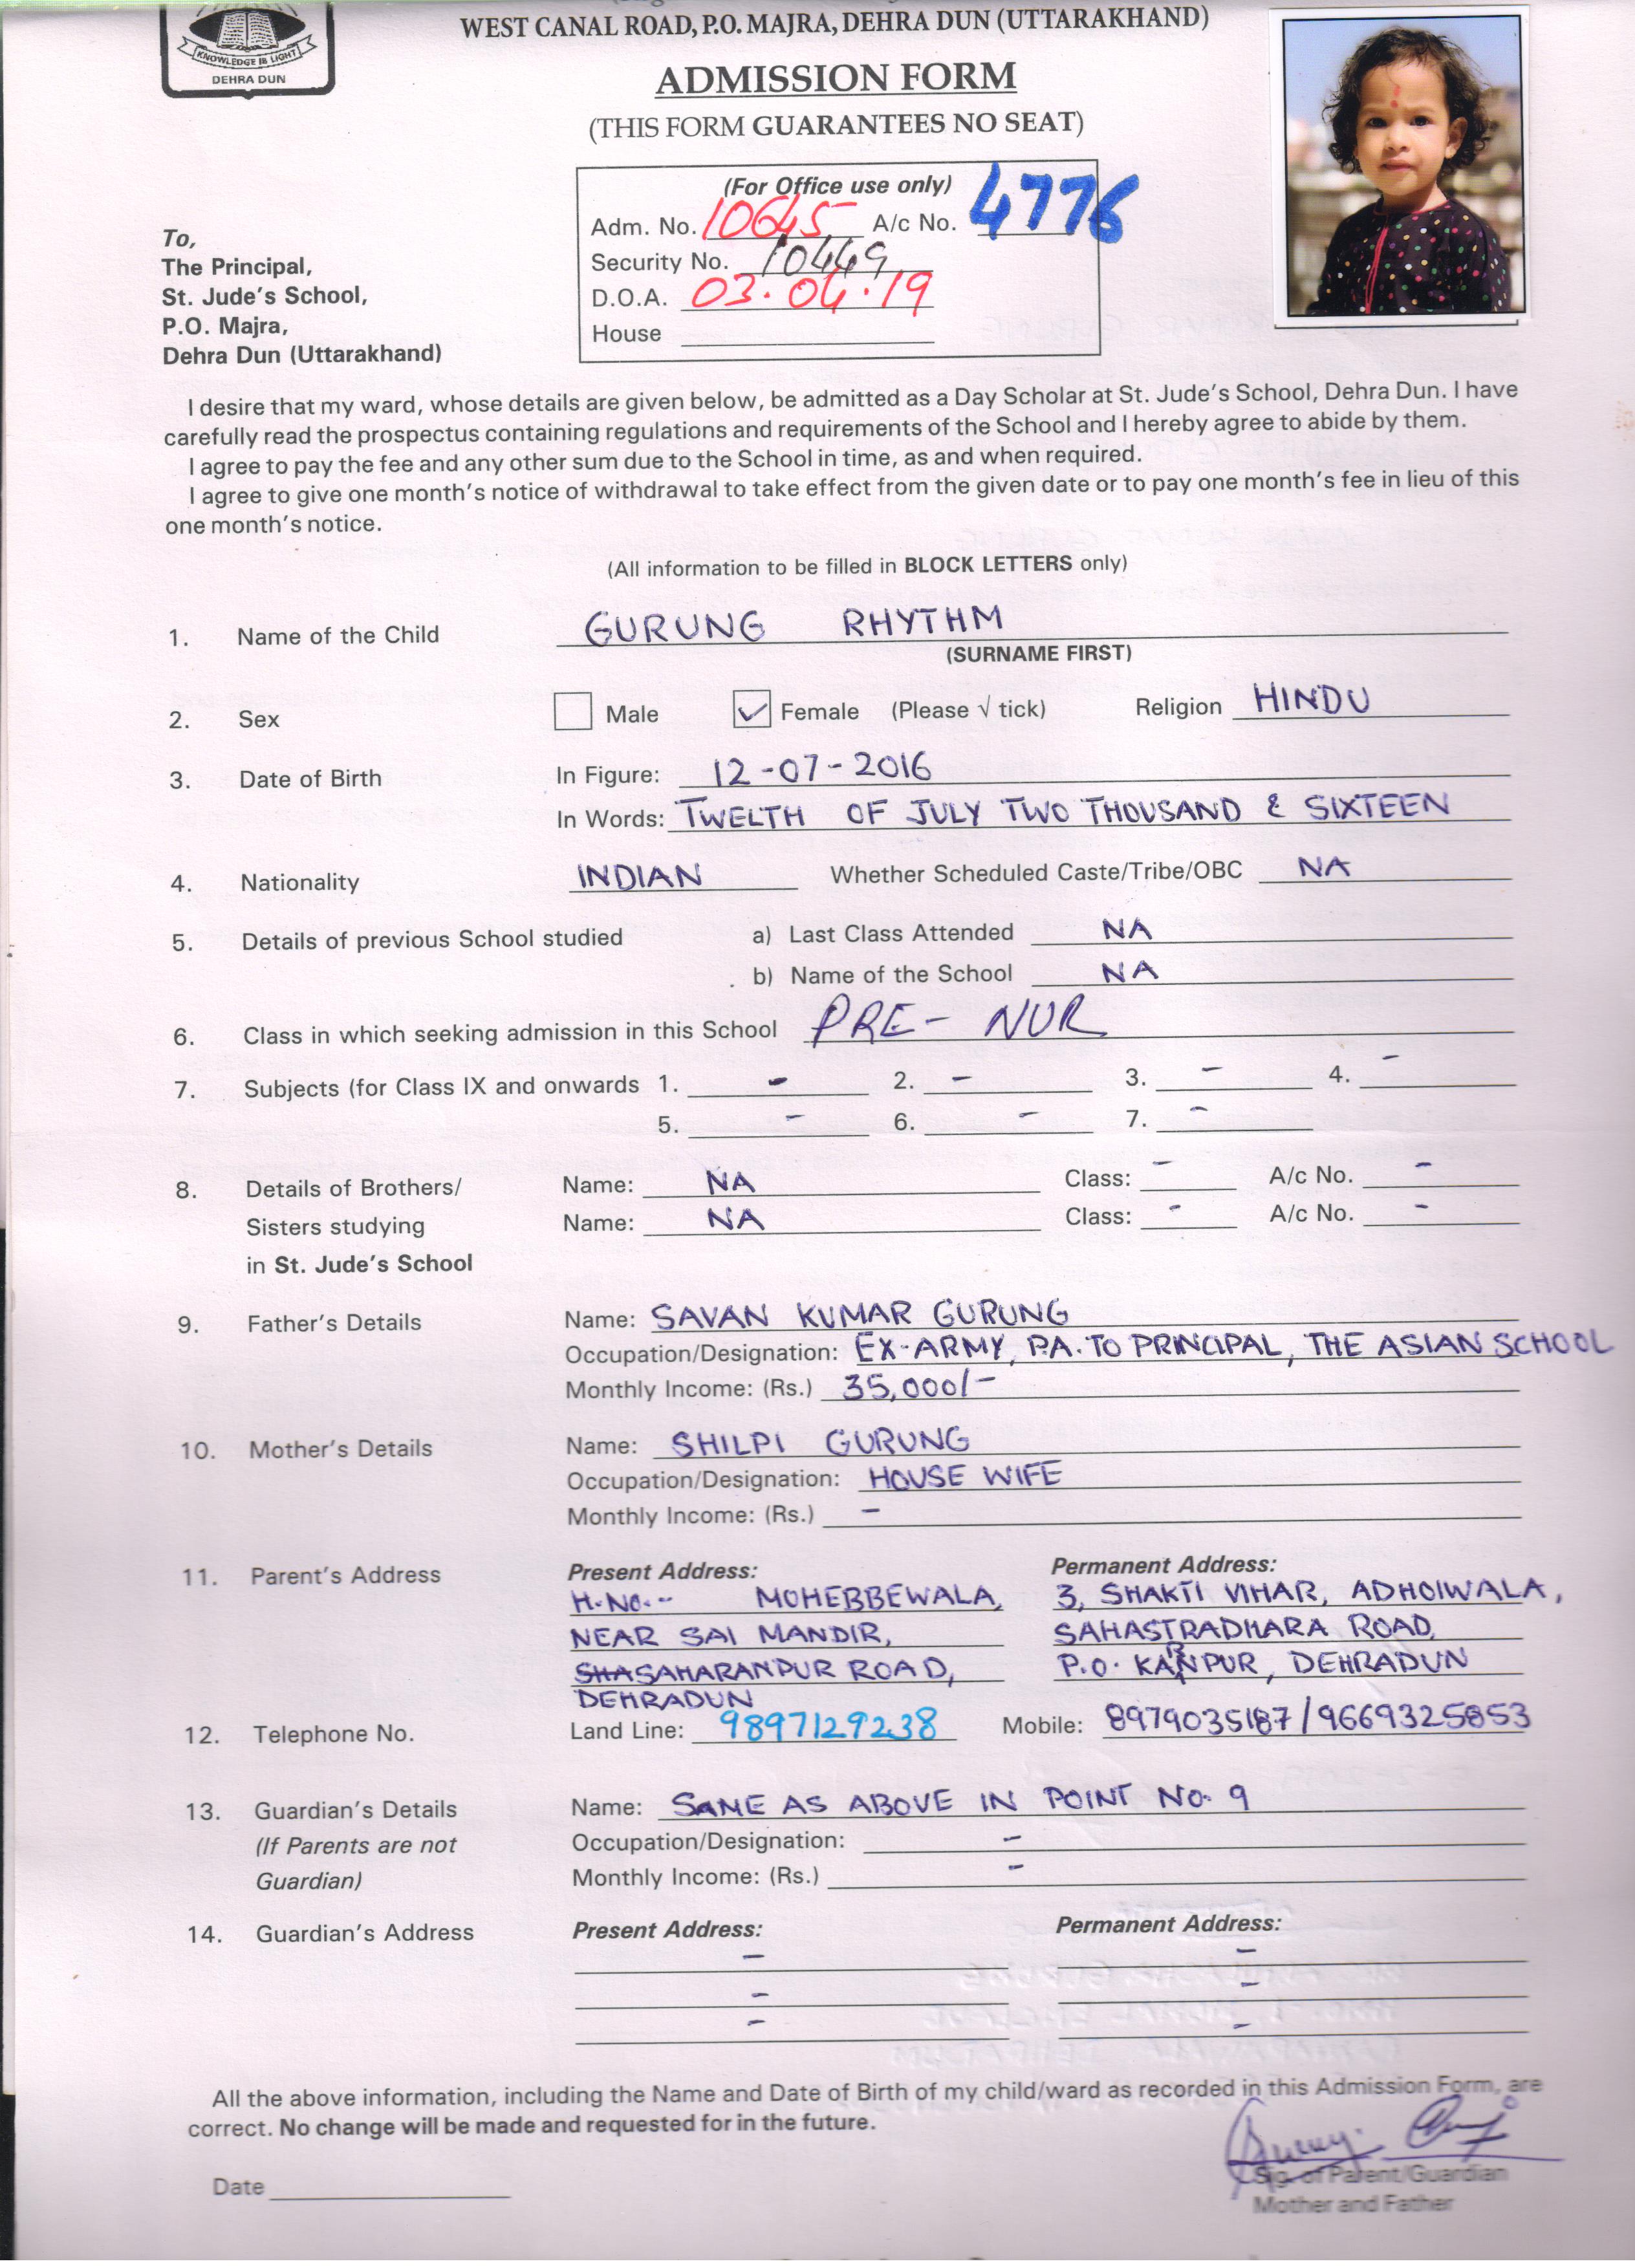 KNOWLEDGE IS LIGHT
DEHRA DUN
WEST CANAL ROAD, P.O. MAJRA, DEHRA DUN (UTTARAKHAND)
ADMISSION FORM
(THIS FORM GUARANTEES NO SEAT)
(For Office use only)
Adm. No. 10645 A/c No. 4776
Security No. 10449
D.O.A. 03.04.19
House
To,
The Principal,
St. Jude's School,
P.O. Majra,
Dehra Dun (Uttarakhand)
I desire that my ward, whose details are given below, be admitted as a Day Scholar at St. Jude's School, Dehra Dun. I have
carefully read the prospectus containing regulations and requirements of the School and I hereby agree to abide by them.
I agree to pay the fee and any other sum due to the School in time, as and when required.
I agree to give one month's notice of withdrawal to take effect from the given date or to pay one month's fee in lieu of this
one month's notice.
(All information to be filled in BLOCK LETTERS only)
1. Name of the Child GURUNG RHYTHM
(SURNAME FIRST)
2. Sex Male ✓ Female (Please √ tick) Religion HINDU
3. Date of Birth In Figure: 12-07-2016
In Words: TWELTH OF JULY TWO THOUSAND & SIXTEEN
4. Nationality INDIAN Whether Scheduled Caste/Tribe/OBC NA
5. Details of previous School studied a) Last Class Attended NA
b) Name of the School NA
6. Class in which seeking admission in this School PRE- NUR
7. Subjects (for Class IX and onwards 1. - 2. - 3. - 4. -
5. - 6. - 7. -
8. Details of Brothers/ Name: NA Class: - A/c No. -
Sisters studying Name: NA Class: - A/c No. -
in St. Jude's School
9. Father's Details Name: SAVAN KUMAR GURUNG
Occupation/Designation: EX-ARMY, P.A. TO PRINCIPAL, THE ASIAN SCHOOL
Monthly Income: (Rs.) 35,000/-
10. Mother's Details Name: SHILPI GURUNG
Occupation/Designation: HOUSE WIFE
Monthly Income: (Rs.) -
11. Parent's Address Present Address: Permanent Address:
H.No.-- MOHEBBEWALA, 3, SHAKTI VIHAR, ADHOIWALA,
NEAR SAI MANDIR, SAHASTRADHARA ROAD,
SHASAHARANPUR ROAD, P.O. KARNPUR, DEHRADUN
DEHRADUN
12. Telephone No. Land Line: 9897129238 Mobile: 8979035187/9669325853
13. Guardian's Details Name: SAME AS ABOVE IN POINT No. 9
(If Parents are not Occupation/Designation: -
Guardian) Monthly Income: (Rs.) -
14. Guardian's Address Present Address: Permanent Address:
- -
- -
- -
All the above information, including the Name and Date of Birth of my child/ward as recorded in this Admission Form, are
correct. No change will be made and requested for in the future.
Date
Sig. of Parent/Guardian
Mother and Father